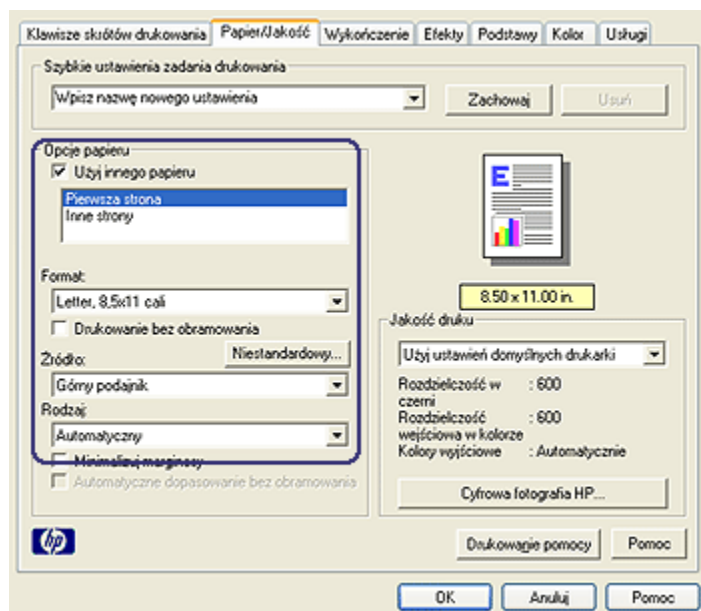 Klawisze skrótów drukowania Papier/Jakość Wykończenie Efekty Podstawy Kolor Usługi
Szybkie ustawienia zadania drukowania
Wpisz nazwę nowego ustawienia Zachowaj Usuń
Opcje papieru
Użyj innego papieru
Pierwsza strona
Inne strony
E
Format:
Letter, 8,5x11 cali
8.50 x 11.00 in.
Drukowanie bez obramowania
Jakość druku
Źródło: Niestandardowy...
Użyj ustawień domyślnych drukarki
Górny podajnik
Rozdzielczość w : 600
czerni
Rodzaj:
Rozdzielczość : 600
wejściowa w kolorze
Automatyczny
Kolory wyjściowe : Automatycznie
Minimalizuj marginesy
Automatyczne dopasowanie bez obramowania
Cyfrowa fotografia HP...
hp
Drukowanie pomocy Pomoc
OK Anuluj Pomoc